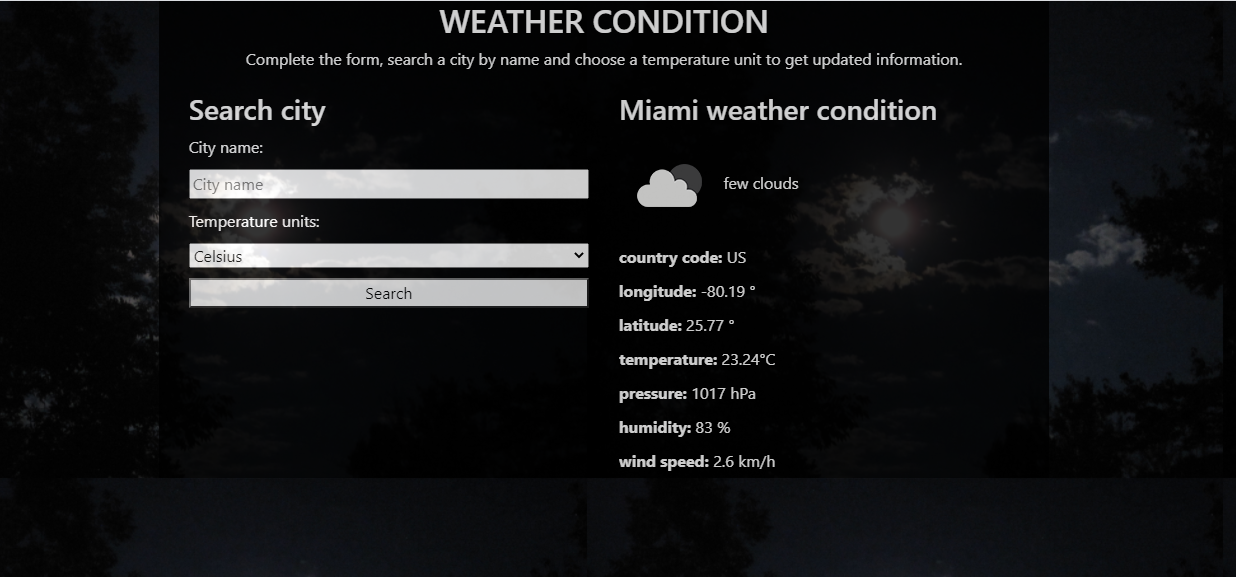 WEATHER CONDITION
Complete the form, search a city by name and choose a temperature unit to get updated information.
Search city
City name:
City name
Temperature units:
Celsius
Search
Miami weather condition
few clouds
country code: US
longitude: -80.19 °
latitude: 25.77 °
temperature: 23.24°C
pressure: 1017 hPa
humidity: 83 %
wind speed: 2.6 km/h